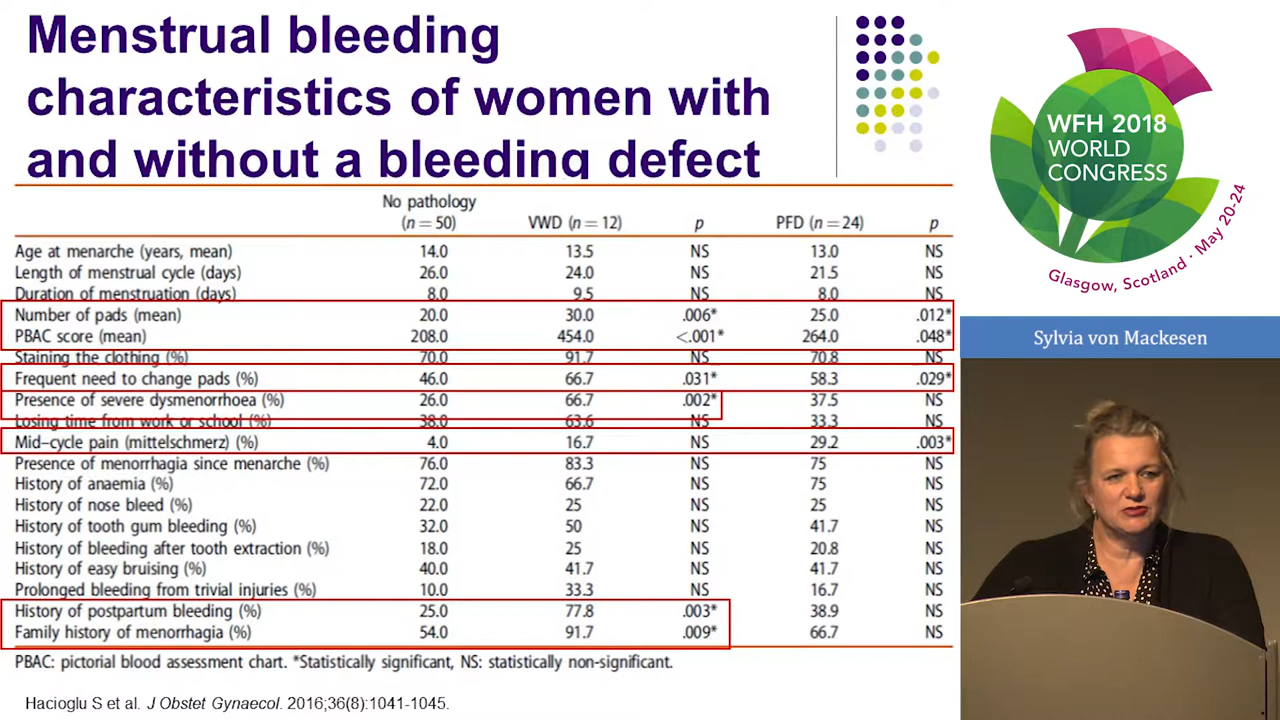 Menstrual bleeding
characteristics of women with
and without a bleeding defect
No pathology
(n = 50) VWD (n = 12) p PFD (n = 24) p
Age at menarche (years, mean) 14.0 13.5 NS 13.0 NS
Length of menstrual cycle (days) 26.0 24.0 NS 21.5 NS
Duration of menstruation (days) 8.0 9.5 NS 8.0 NS
Number of pads (mean) 20.0 30.0 .006* 25.0 .012*
PBAC score (mean) 208.0 454.0 <.001* 264.0 .048*
Staining the clothing (%) 70.0 91.7 NS 70.8 NS
Frequent need to change pads (%) 46.0 66.7 .031* 58.3 .029*
Presence of severe dysmenorrhoea (%) 26.0 66.7 .002* 37.5 NS
Losing time from work or school (%) 38.0 63.6 NS 33.3 NS
Mid–cycle pain (mittelschmerz) (%) 4.0 16.7 NS 29.2 .003*
Presence of menorrhagia since menarche (%) 76.0 83.3 NS 75 NS
History of anaemia (%) 72.0 66.7 NS 75 NS
History of nose bleed (%) 22.0 25 NS 25 NS
History of tooth gum bleeding (%) 32.0 50 NS 41.7 NS
History of bleeding after tooth extraction (%) 18.0 25 NS 20.8 NS
History of easy bruising (%) 40.0 41.7 NS 41.7 NS
Prolonged bleeding from trivial injuries (%) 10.0 33.3 NS 16.7 NS
History of postpartum bleeding (%) 25.0 77.8 .003* 38.9 NS
Family history of menorrhagia (%) 54.0 91.7 .009* 66.7 NS
PBAC: pictorial blood assessment chart. *Statistically significant, NS: statistically non-significant.
Hacioglu S et al. J Obstet Gynaecol. 2016;36(8):1041-1045.
WFH 2018
WORLD
CONGRESS
Glasgow, Scotland · May 20-24
Sylvia von Mackesen